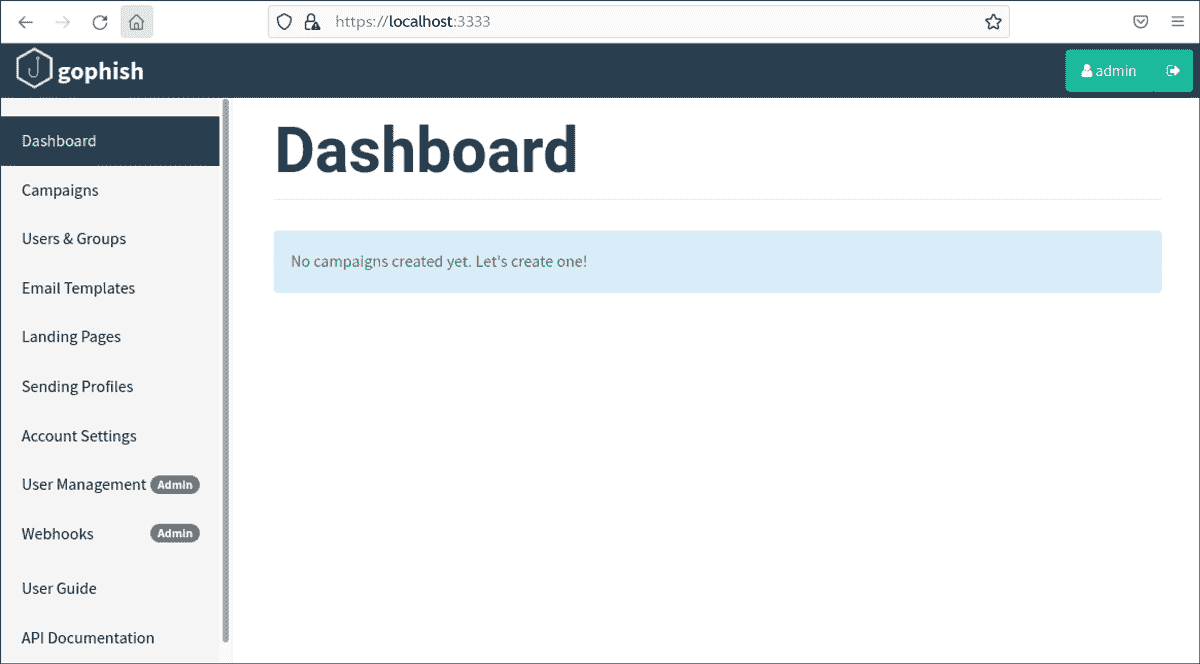 https://localhost:3333
gophish
admin
Dashboard
Campaigns
Users & Groups
Email Templates
Landing Pages
Sending Profiles
Account Settings
User Management Admin
Webhooks Admin
User Guide
API Documentation
Dashboard
No campaigns created yet. Let's create one!